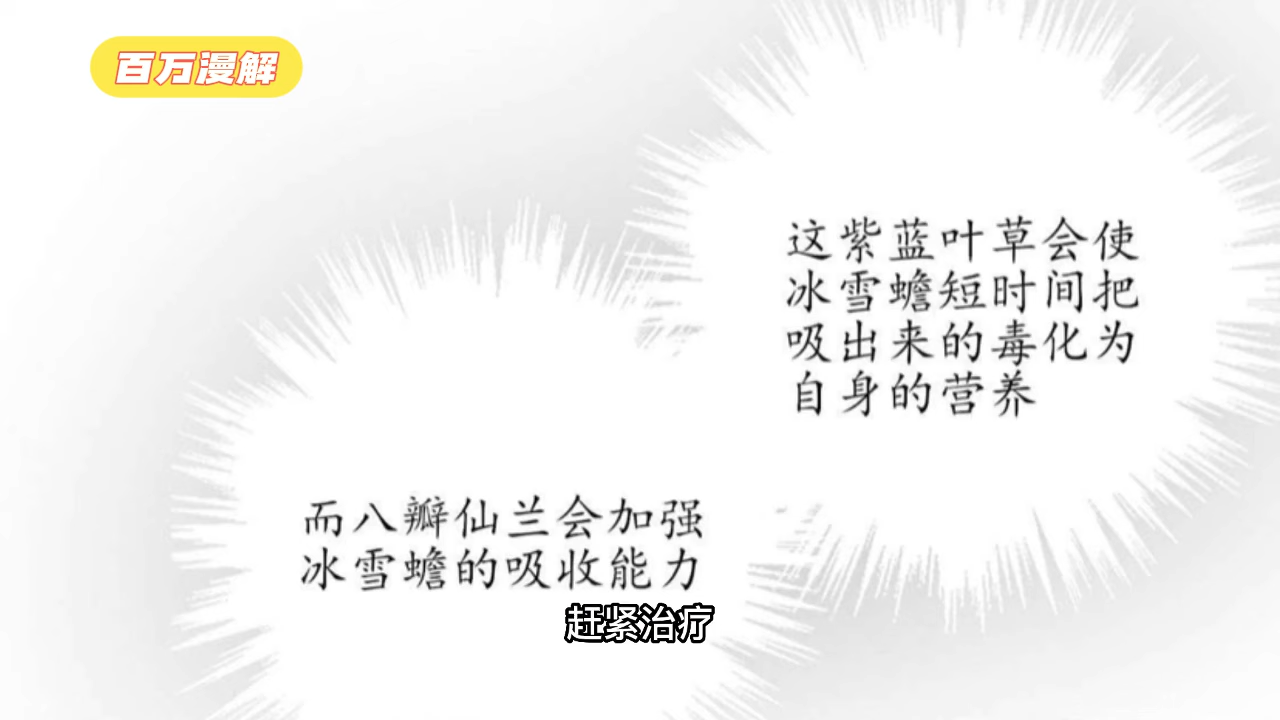 百万漫解
这紫蓝叶草会使
冰雪蟾短时间把
吸出来的毒化为
自身的营养
而八瓣仙兰会加强
冰雪蟾的吸收能力
赶紧治疗